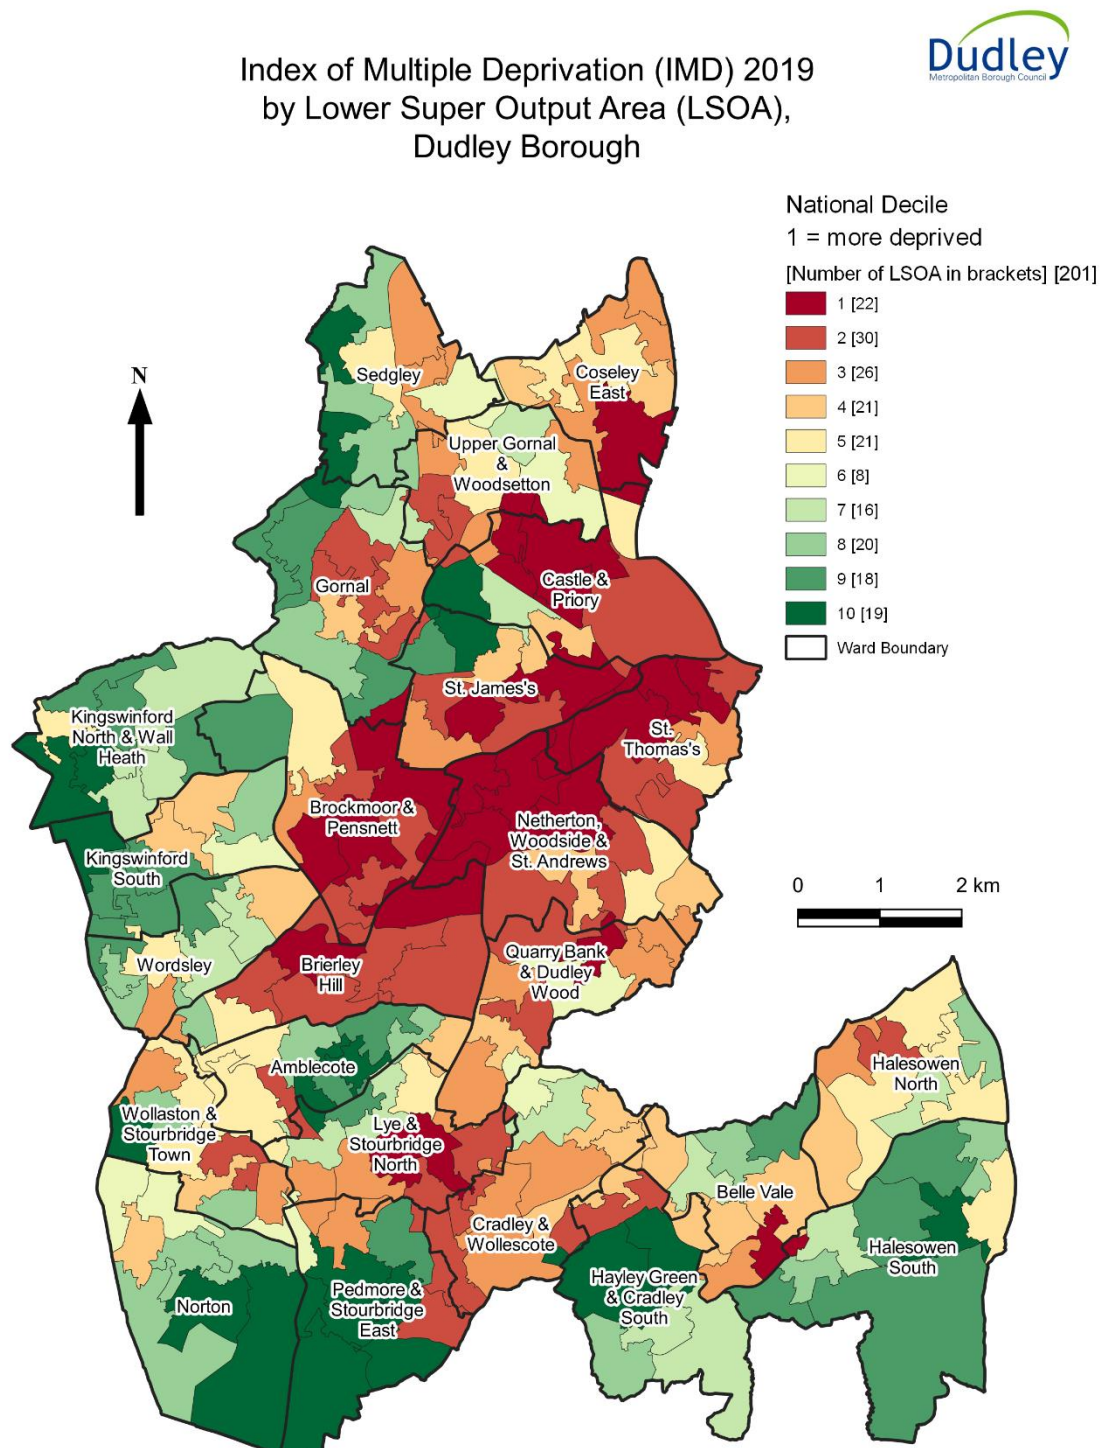 Dudley
Metropolitan Borough Council
Index of Multiple Deprivation (IMD) 2019
by Lower Super Output Area (LSOA),
Dudley Borough
National Decile
1 = more deprived
[Number of LSOA in brackets] [201]
1 [22]
2 [30]
3 [26]
4 [21]
5 [21]
6 [8]
7 [16]
8 [20]
9 [18]
10 [19]
Ward Boundary
N
Sedgley
Coseley
East
Upper Gornal
&
Woodsetton
Gornal
Castle &
Priory
St. James's
Kingswinford
North & Wall
Heath
St.
Thomas's
Brockmoor &
Pensnett
Netherton,
Woodside &
St. Andrews
Kingswinford
South
0 1 2 km
Wordsley
Brierley
Hill
Quarry Bank
& Dudley
Wood
Amblecote
Halesowen
North
Wollaston &
Stourbridge
Town
Lye &
Stourbridge
North
Belle Vale
Cradley &
Wollescote
Halesowen
South
Hayley Green
& Cradley
South
Norton
Pedmore &
Stourbridge
East